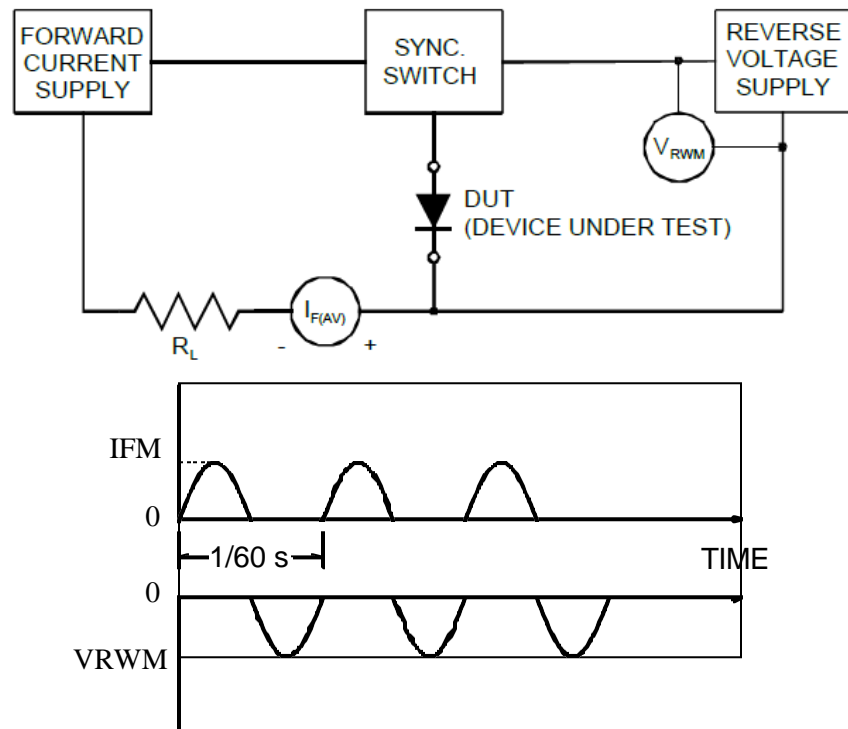 FORWARD
CURRENT
SUPPLY
SYNC.
SWITCH
REVERSE
VOLTAGE
SUPPLY
VRWM
DUT
(DEVICE UNDER TEST)
IF(AV)
RL
- +
IFM
0
1/60 s
TIME
0
VRWM